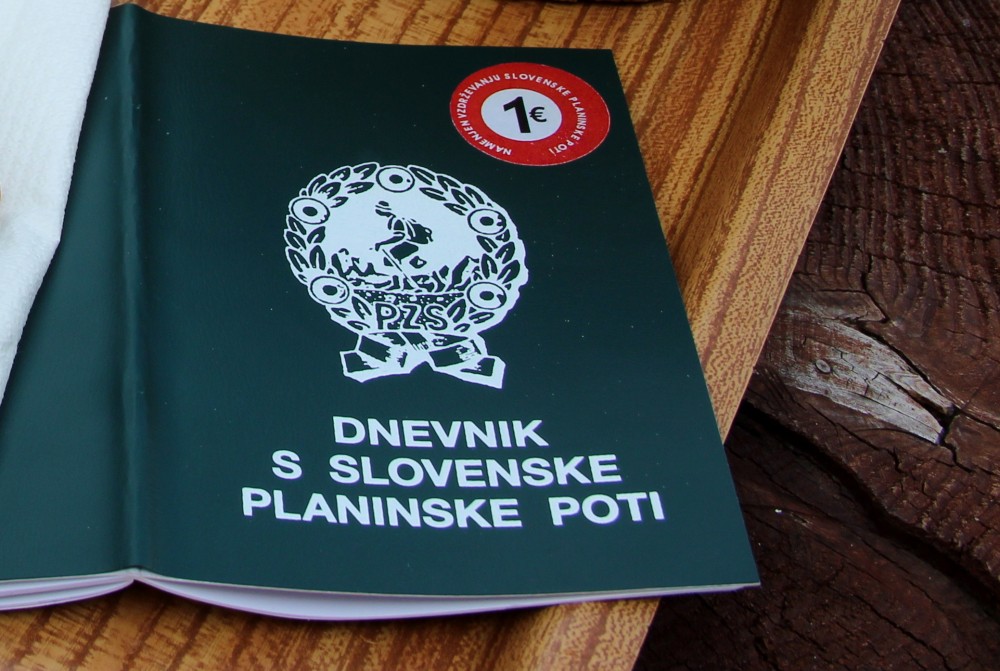 NAMENJEN VZDRŽEVANJU SLOVENSKE PLANINSKE POTI
1€
PZS
DNEVNIK
S SLOVENSKE
PLANINSKE POTI